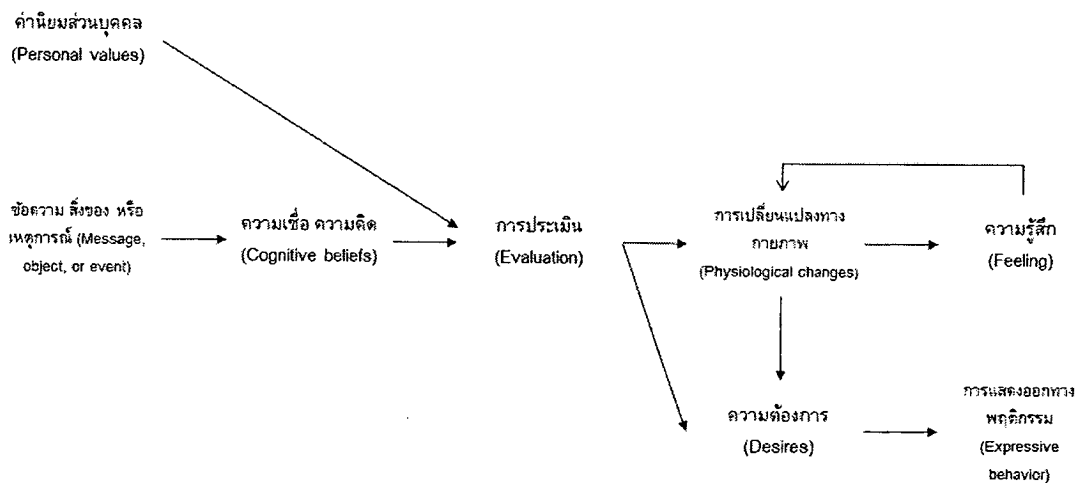 ค่านิยมส่วนบุคคล
(Personal values)
ข้อความ สิ่งของ หรือ
เหตุการณ์ (Message,
object, or event)
ความเชื่อ ความคิด
(Cognitive beliefs)
การประเมิน
(Evaluation)
การเปลี่ยนแปลงทาง
กายภาพ
(Physiological changes)
ความรู้สึก
(Feeling)
ความต้องการ
(Desires)
การแสดงออกทาง
พฤติกรรม
(Expressive
behavior)